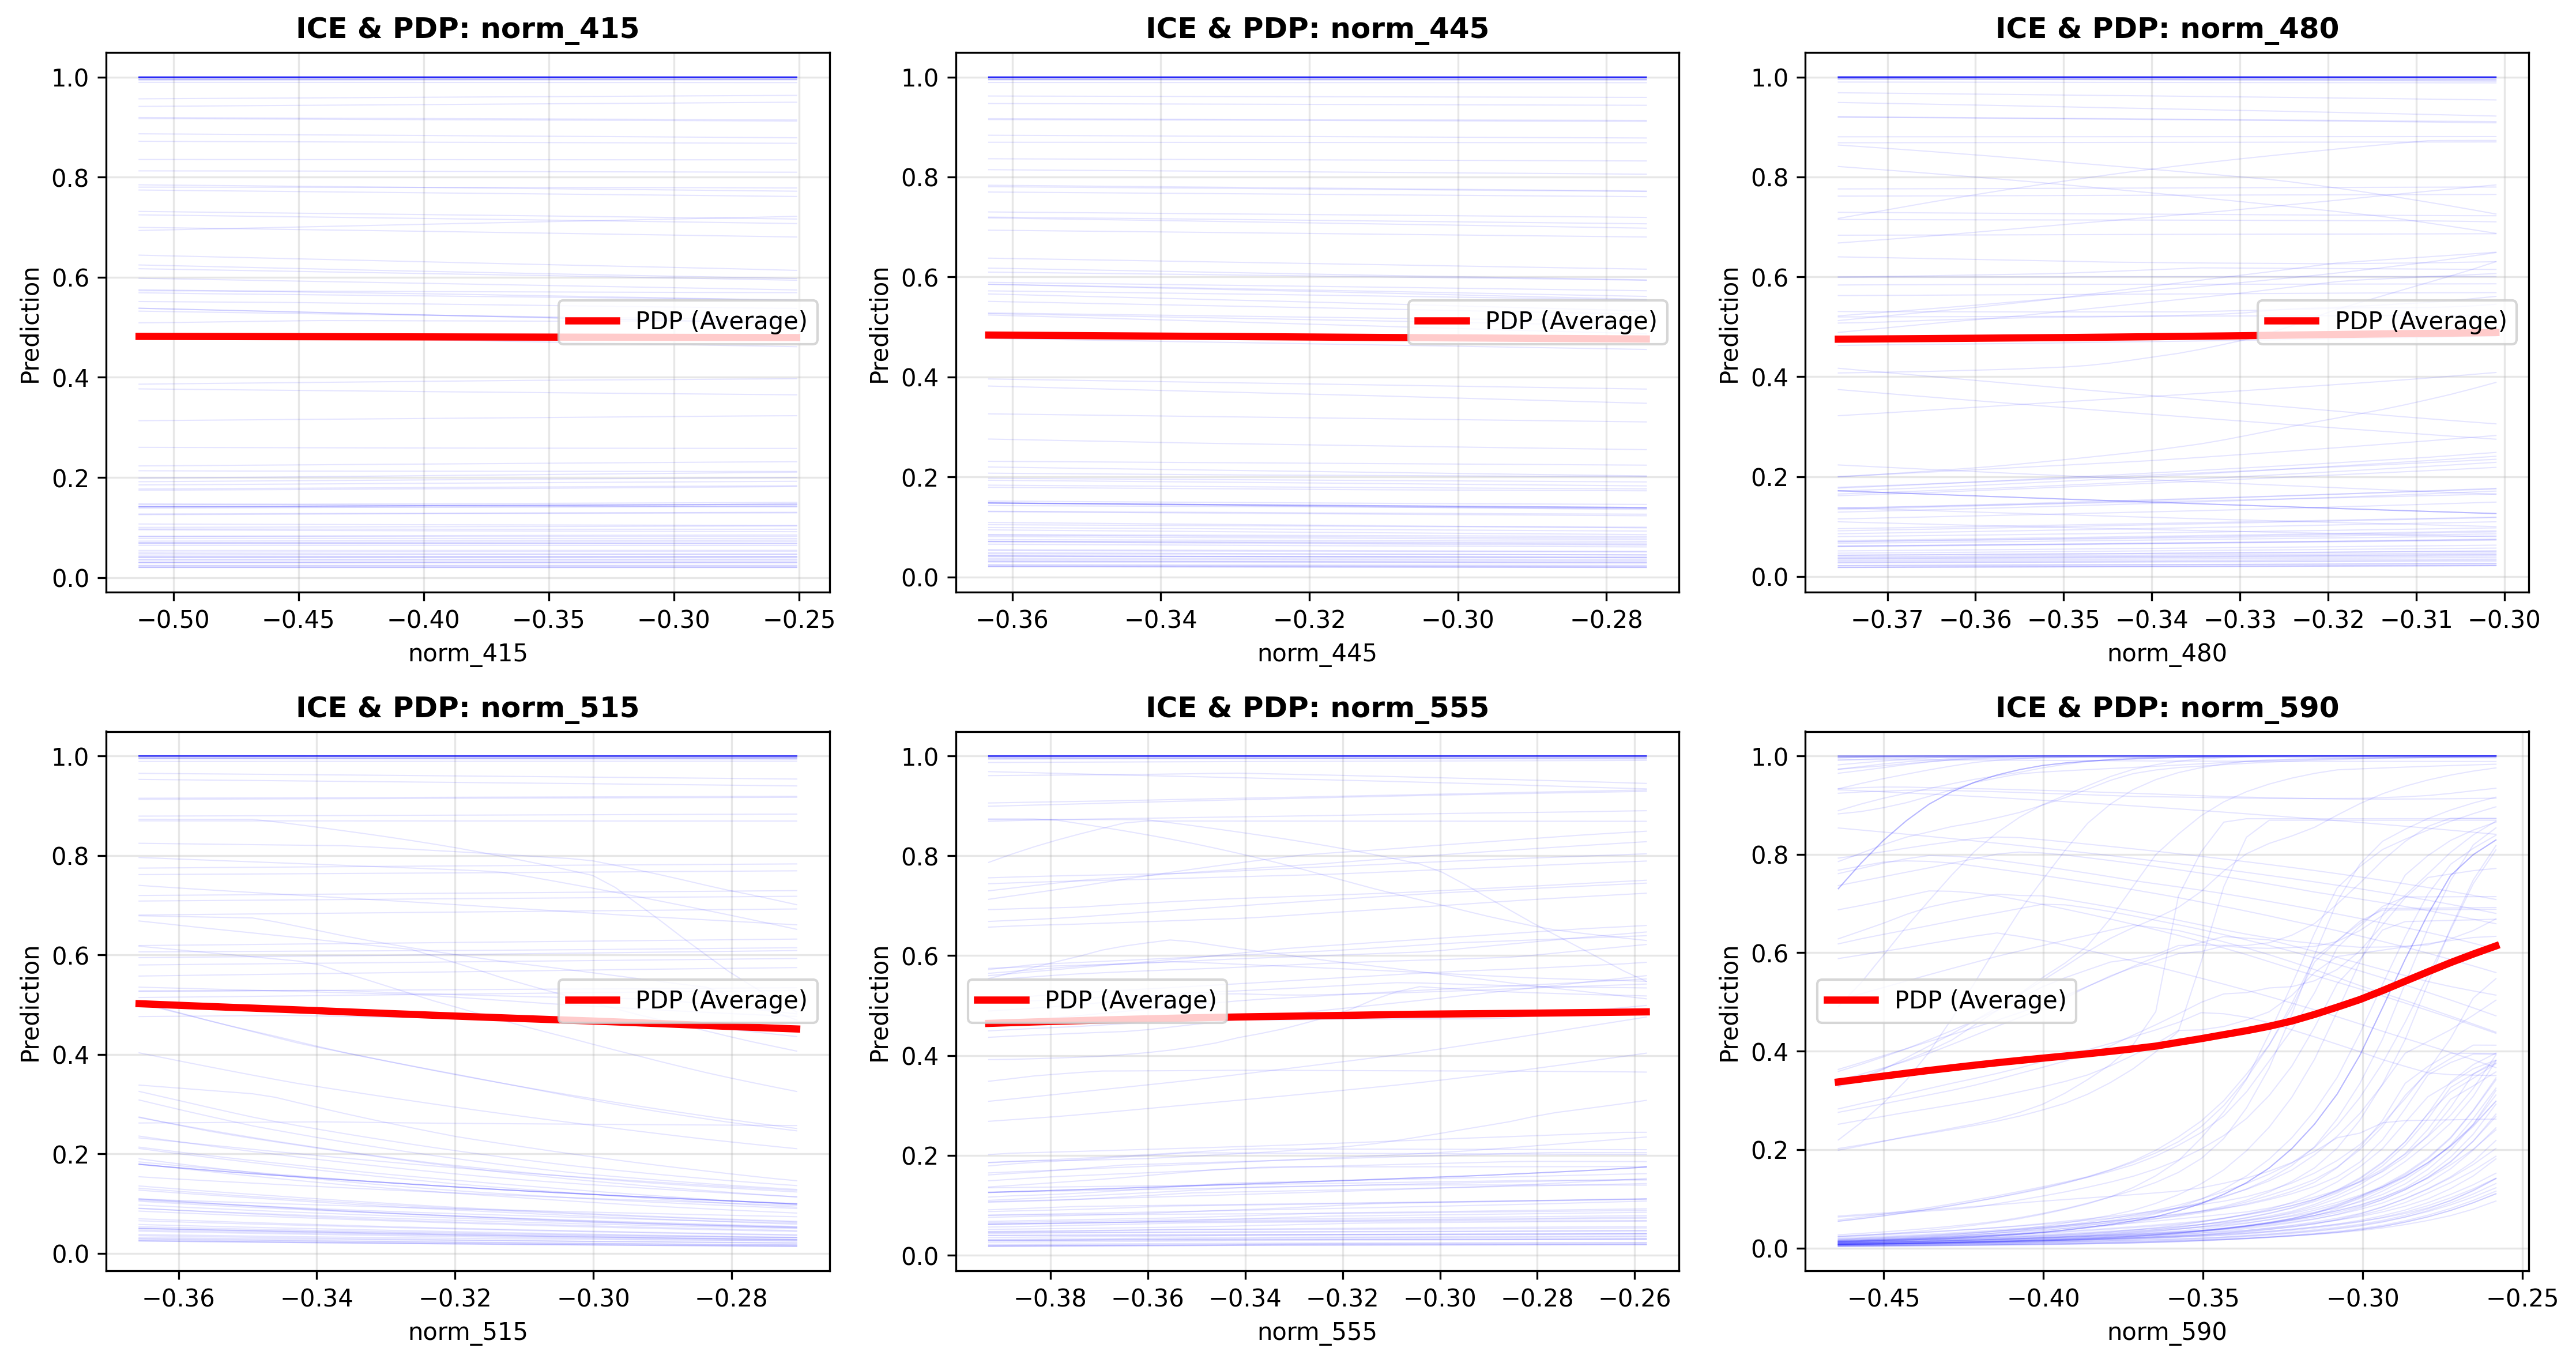 ICE & PDP: norm_415
1.0
0.8
0.6
0.4
0.2
0.0
Prediction
PDP (Average)
−0.50 −0.45 −0.40 −0.35 −0.30 −0.25
norm_415
ICE & PDP: norm_445
1.0
0.8
0.6
0.4
0.2
0.0
Prediction
PDP (Average)
−0.36 −0.34 −0.32 −0.30 −0.28
norm_445
ICE & PDP: norm_480
1.0
0.8
0.6
0.4
0.2
0.0
Prediction
PDP (Average)
−0.37 −0.36 −0.35 −0.34 −0.33 −0.32 −0.31 −0.30
norm_480
ICE & PDP: norm_515
1.0
0.8
0.6
0.4
0.2
0.0
Prediction
PDP (Average)
−0.36 −0.34 −0.32 −0.30 −0.28
norm_515
ICE & PDP: norm_555
1.0
0.8
0.6
0.4
0.2
0.0
Prediction
PDP (Average)
−0.38 −0.36 −0.34 −0.32 −0.30 −0.28 −0.26
norm_555
ICE & PDP: norm_590
1.0
0.8
0.6
0.4
0.2
0.0
Prediction
PDP (Average)
−0.45 −0.40 −0.35 −0.30 −0.25
norm_590